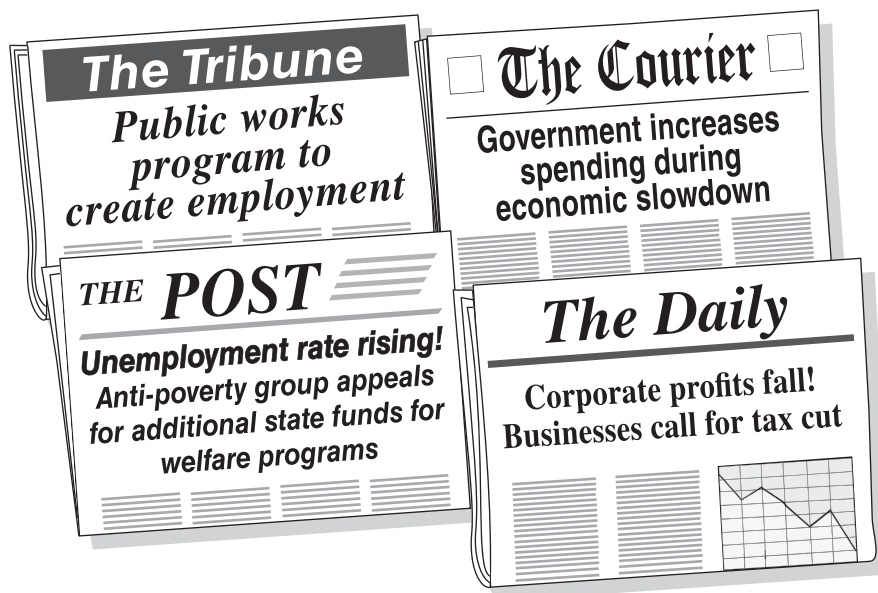 The Tribune
Public works
program to
create employment
The Courier
Government increases
spending during
economic slowdown
THE POST
Unemployment rate rising!
Anti-poverty group appeals
for additional state funds for
welfare programs
The Daily
Corporate profits fall!
Businesses call for tax cut